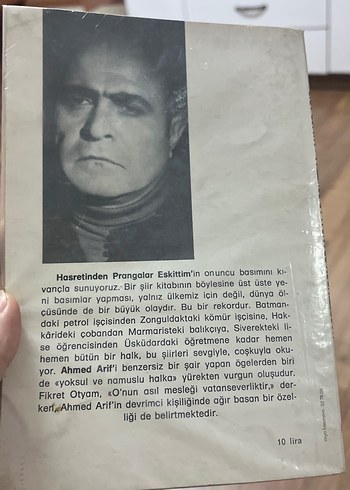 Hasretinden Prangalar Eskittim'in onuncu basımını kı-
vançla sunuyoruz. Bir şiir kitabının böylesine üst üste ye-
ni basımlar yapması, yalnız ülkemiz için değil, dünya öl-
çüsünde de bir büyük olaydır. Bu bir rekordur. Batman-
daki petrol işçisinden Zonguldaktaki kömür işçisine, Hak-
kârideki çobandan Marmaristeki balıkçıya, Siverekteki li-
se öğrencisinden Üsküdardaki öğretmene kadar hemen
hemen bütün bir halk, bu şiirleri sevgiyle, coşkuyla oku-
yor. Ahmed Arif'i benzersiz bir şair yapan ögelerden biri
de «yoksul ve namuslu halka» yürekten vurgun oluşudur.
Fikret Otyam, «O'nun asıl mesleği vatanseverliktir,» der-
ken, Ahmed Arif'in devrimci kişiliğinde ağır basan bir özel-
liği de belirtmektedir.
10 lira